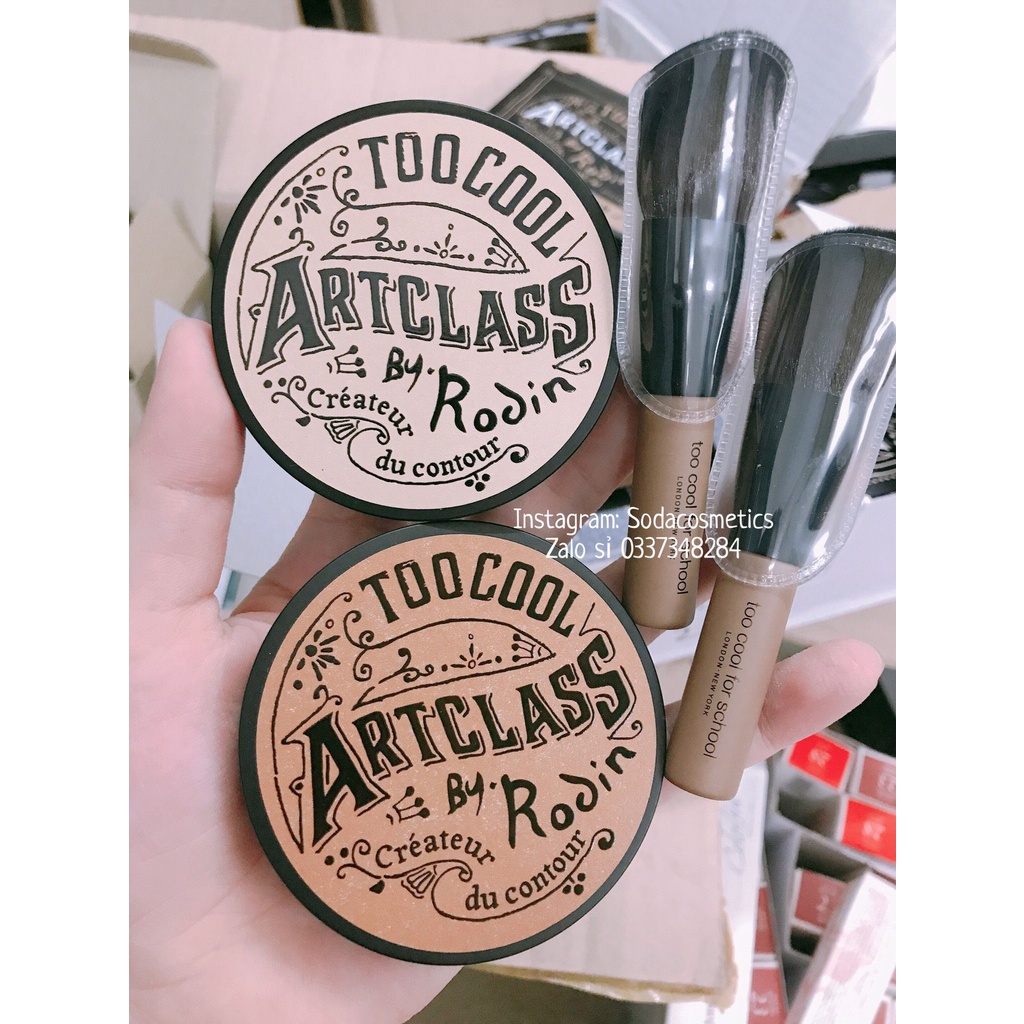 TOO COOL
ARTCLASS
By. Rodin
Créateur
du contour
ARTCLASS
too cool for school
LONDON·NEW YORK
Instagram: Sodacosmetics
Zalo sỉ 0337348284
TOO COOL
ARTCLASS
By. Rodin
Créateur
du contour
too cool for school
LONDON·NEW YORK